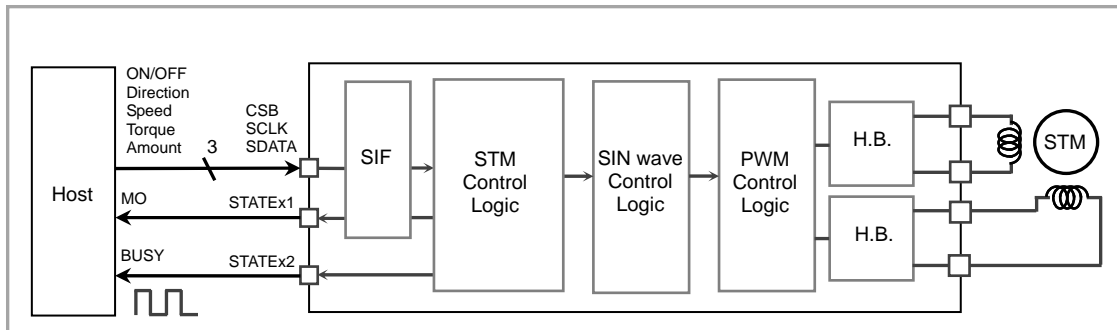 ON/OFF
Direction
Speed
Torque
Amount
3
CSB
SCLK
SDATA
Host
MO
STATEx1
BUSY
STATEx2
SIF
STM
Control
Logic
SIN wave
Control
Logic
PWM
Control
Logic
H.B.
H.B.
STM